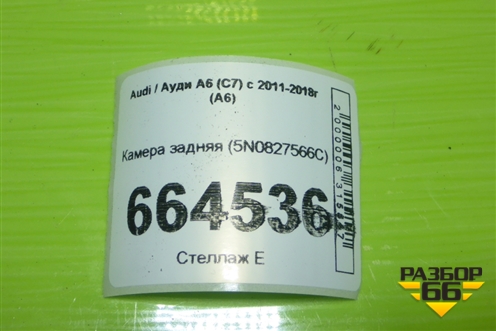 Audi / Ауди А6 (С7) с 2011-2018г
(А6)
Камера задняя (5N0827566C)
664536
Стеллаж Е
РАЗБОР
66